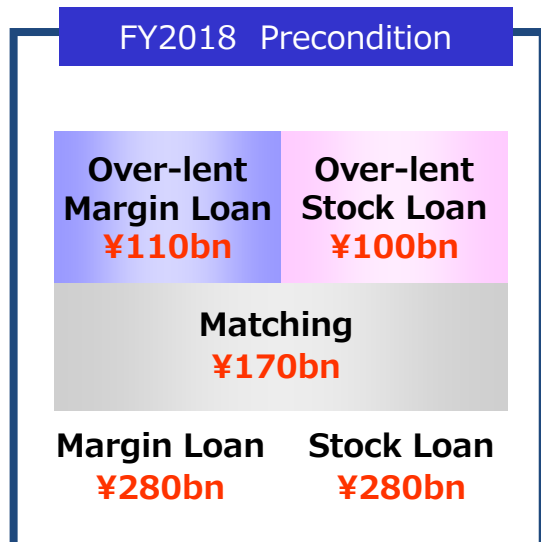 FY2018 Precondition
Over-lent
Margin Loan
¥110bn
Over-lent
Stock Loan
¥100bn
Matching
¥170bn
Margin Loan
¥280bn
Stock Loan
¥280bn